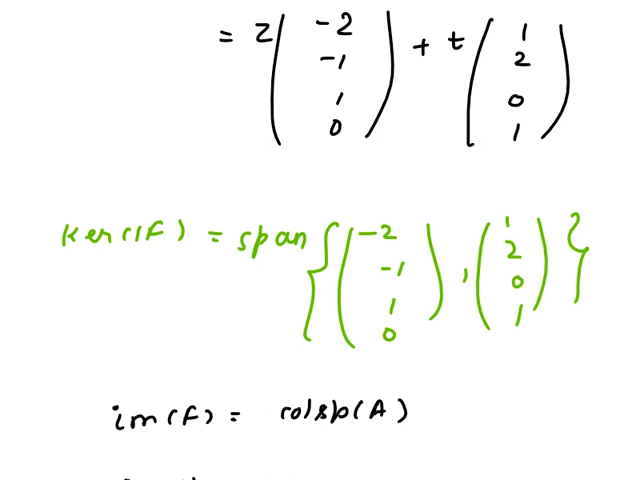 = z ( -2 -1 1 0 ) + t ( 1 2 0 1 )
Ker(F) = span { ( -2 -1 1 0 ) , ( 1 2 0 1 ) }
im(F) = colsp(A)